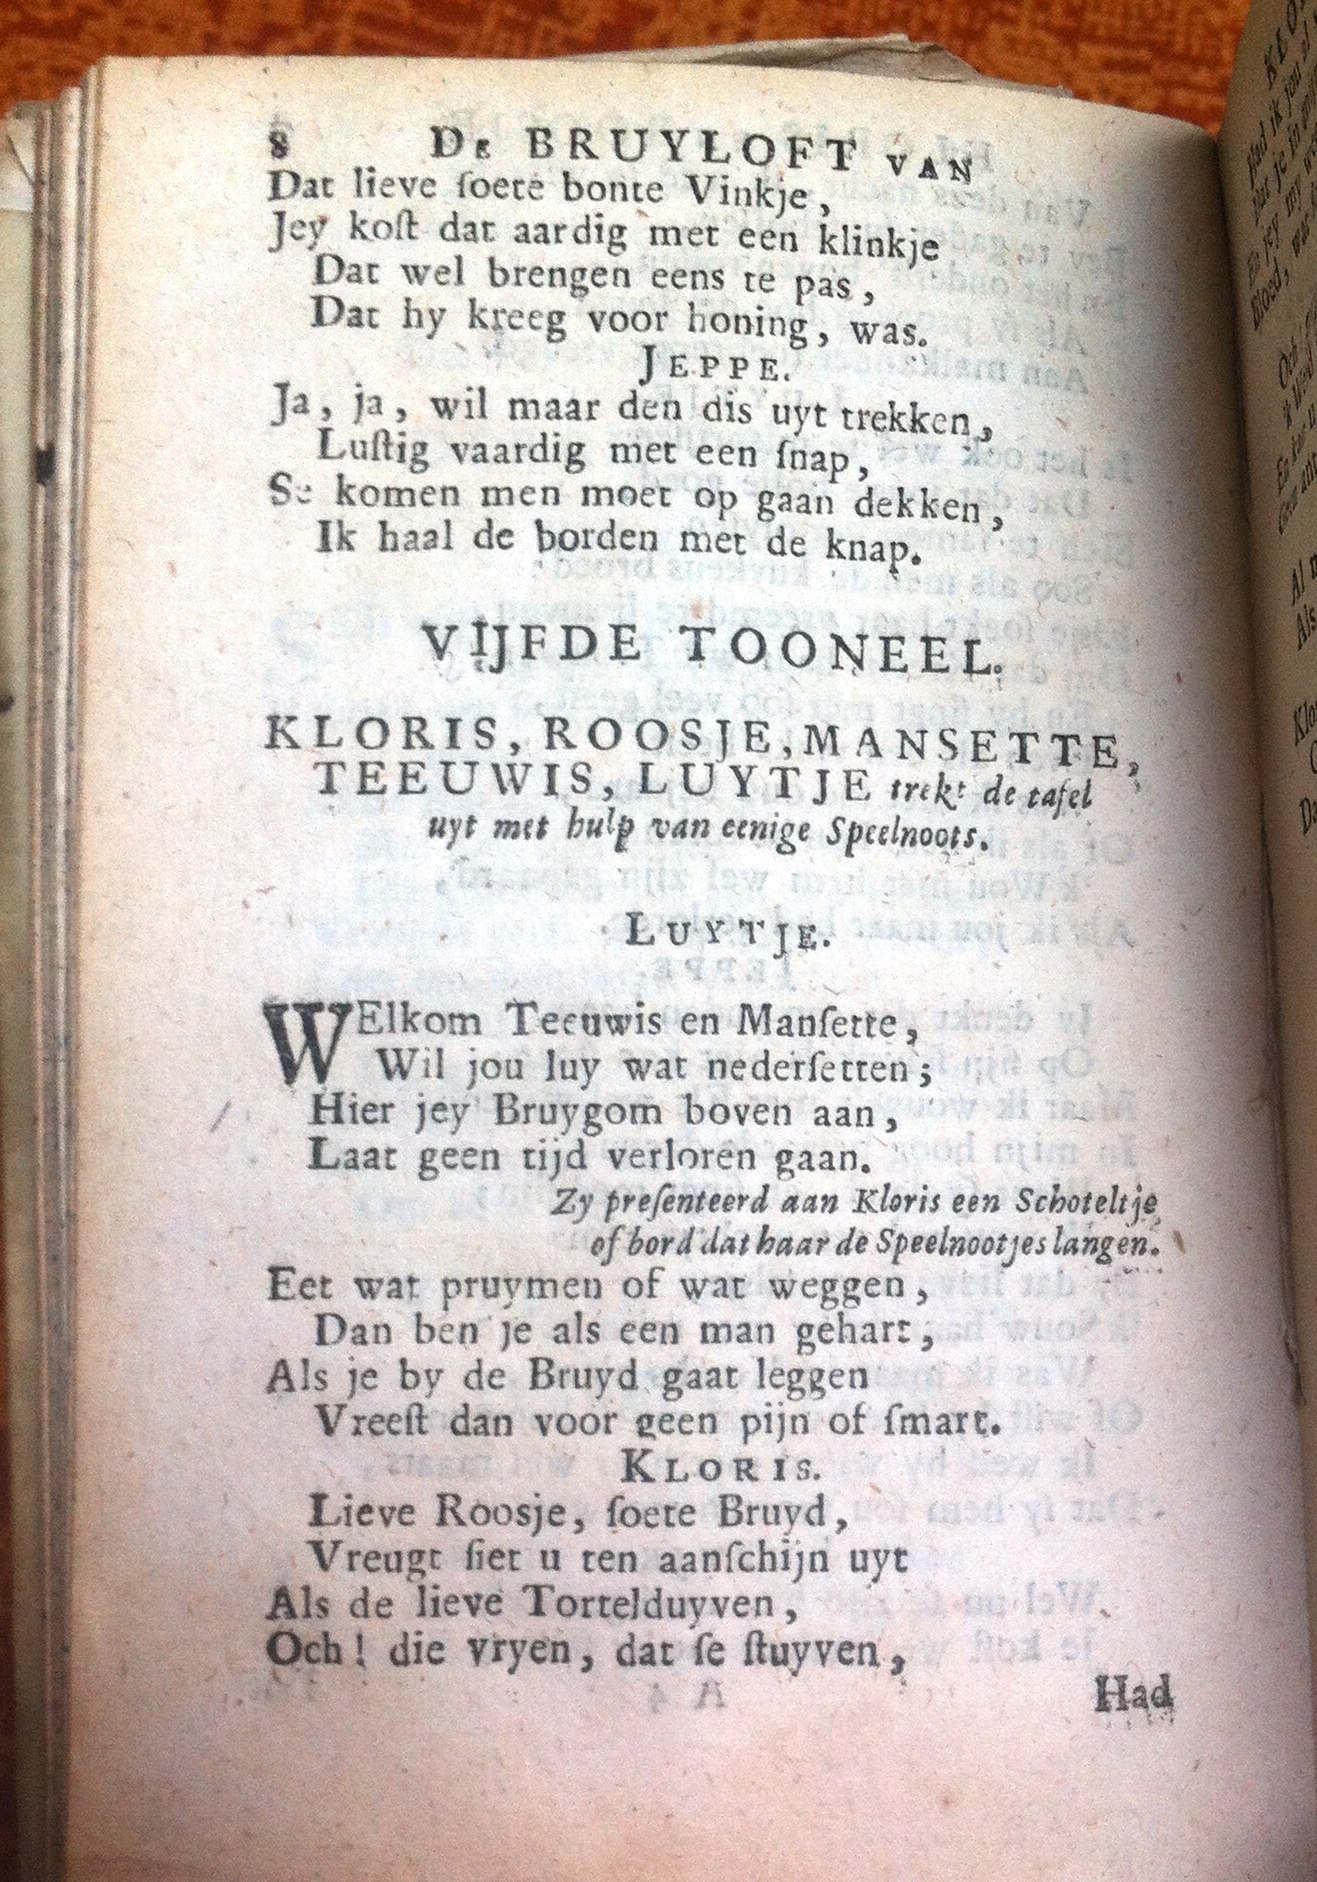 8 DE BRUYLOFT VAN
Dat lieve ſoete bonte Vinkje,
Jey koſt dat aardig met een klinkje
Dat wel brengen eens te pas,
Dat hy kreeg voor honing, was.
JEPPE.
Ja, ja, wil maar den dis uyt trekken,
Luſtig vaardig met een ſnap,
Se komen men moet op gaan dekken,
Ik haal de borden met de knap.
VIJFDE TOONEEL.
KLORIS, ROOSJE, MANSETTE,
TEEUWIS, LUYTJE trekt de tafel
uyt met hulp van eenige Speelnoots.
LUYTJE.
WElkom Teeuwis en Manſette,
Wil jou luy wat nederſetten;
Hier jey Bruygom boven aan,
Laat geen tijd verloren gaan.
Zy preſenteerd aan Kloris een Schoteltje
of bord dat haar de Speelnootjes langen.
Eet wat pruymen of wat weggen,
Dan ben je als een man gehart,
Als je by de Bruyd gaat leggen
Vreeſt dan voor geen pijn of ſmart.
KLORIS.
Lieve Roosje, ſoete Bruyd,
Vreugt ſiet u ten aanſchijn uyt
Als de lieve Tortelduyven,
Och! die vryen, dat ſe ſtuyven,
Had